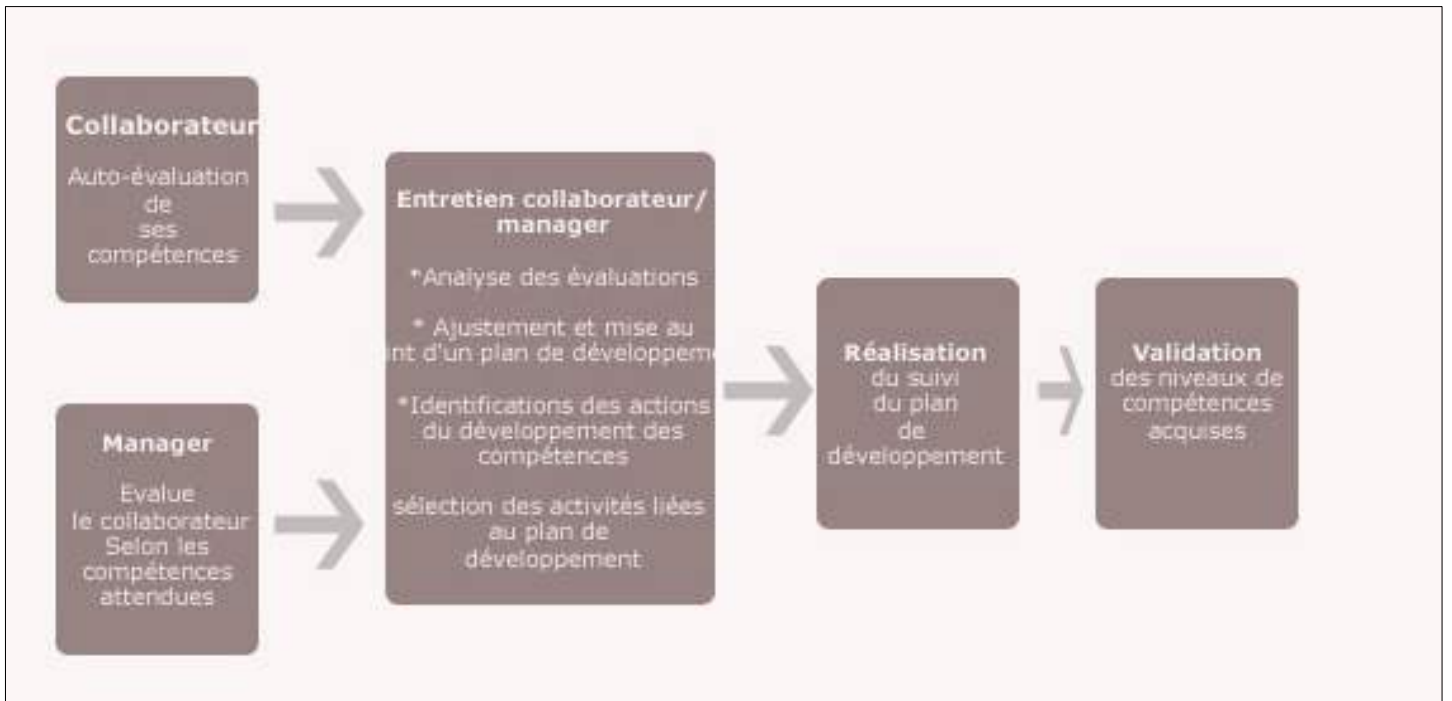 Collaborateur
Auto-évaluation
de
ses
compétences
Manager
Evalue
le collaborateur
Selon les
compétences
attendues
Entretien collaborateur/
manager
*Analyse des évaluations
* Ajustement et mise au
nt d'un plan de développeme
*Identifications des actions
du développement des
compétences
sélection des activités liées
au plan de
développement
Réalisation
du suivi
du plan
de
développement
Validation
des niveaux de
compétences
acquises